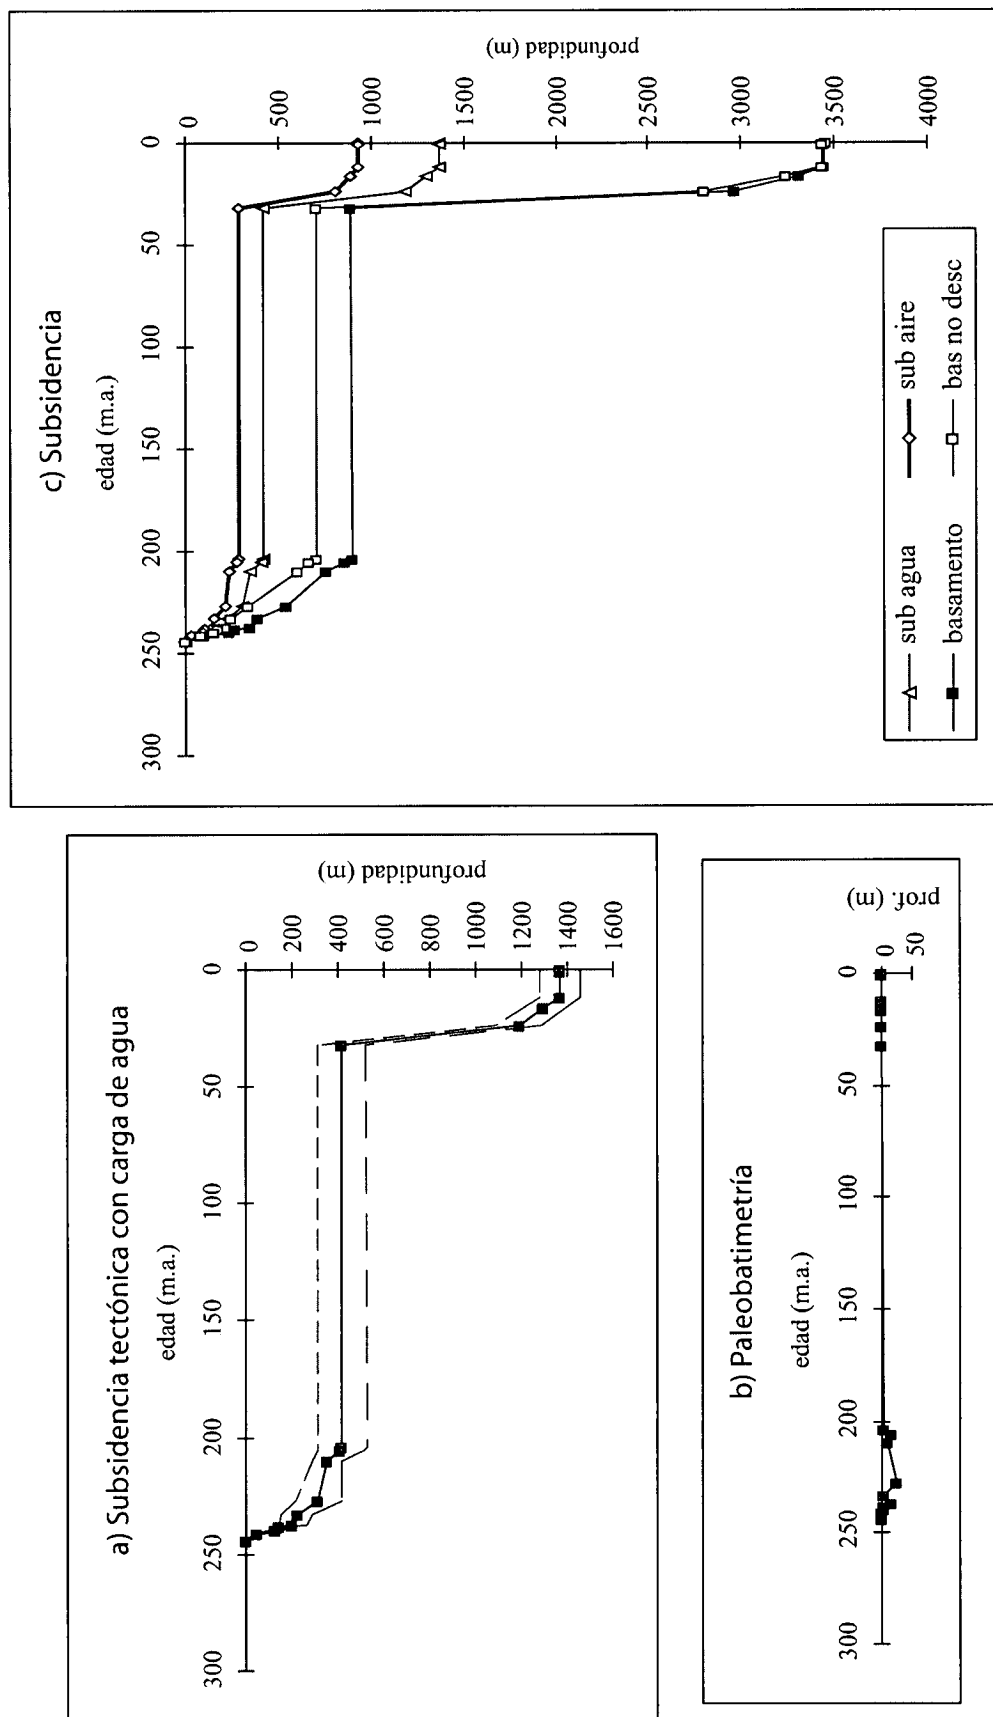 a) Subsidencia tectónica con carga de agua
edad (m.a.)
300 250 200 150 100 50 0
0
200
400
600
800
1000
1200
1400
1600
profundidad (m)
b) Paleobatimetría
edad (m.a.)
300 250 200 150 100 50 0
0
50
prof. (m)
c) Subsidencia
edad (m.a.)
300 250 200 150 100 50 0
0
500
1000
1500
2000
2500
3000
3500
4000
profundidad (m)
sub agua sub aire
basamento bas no desc